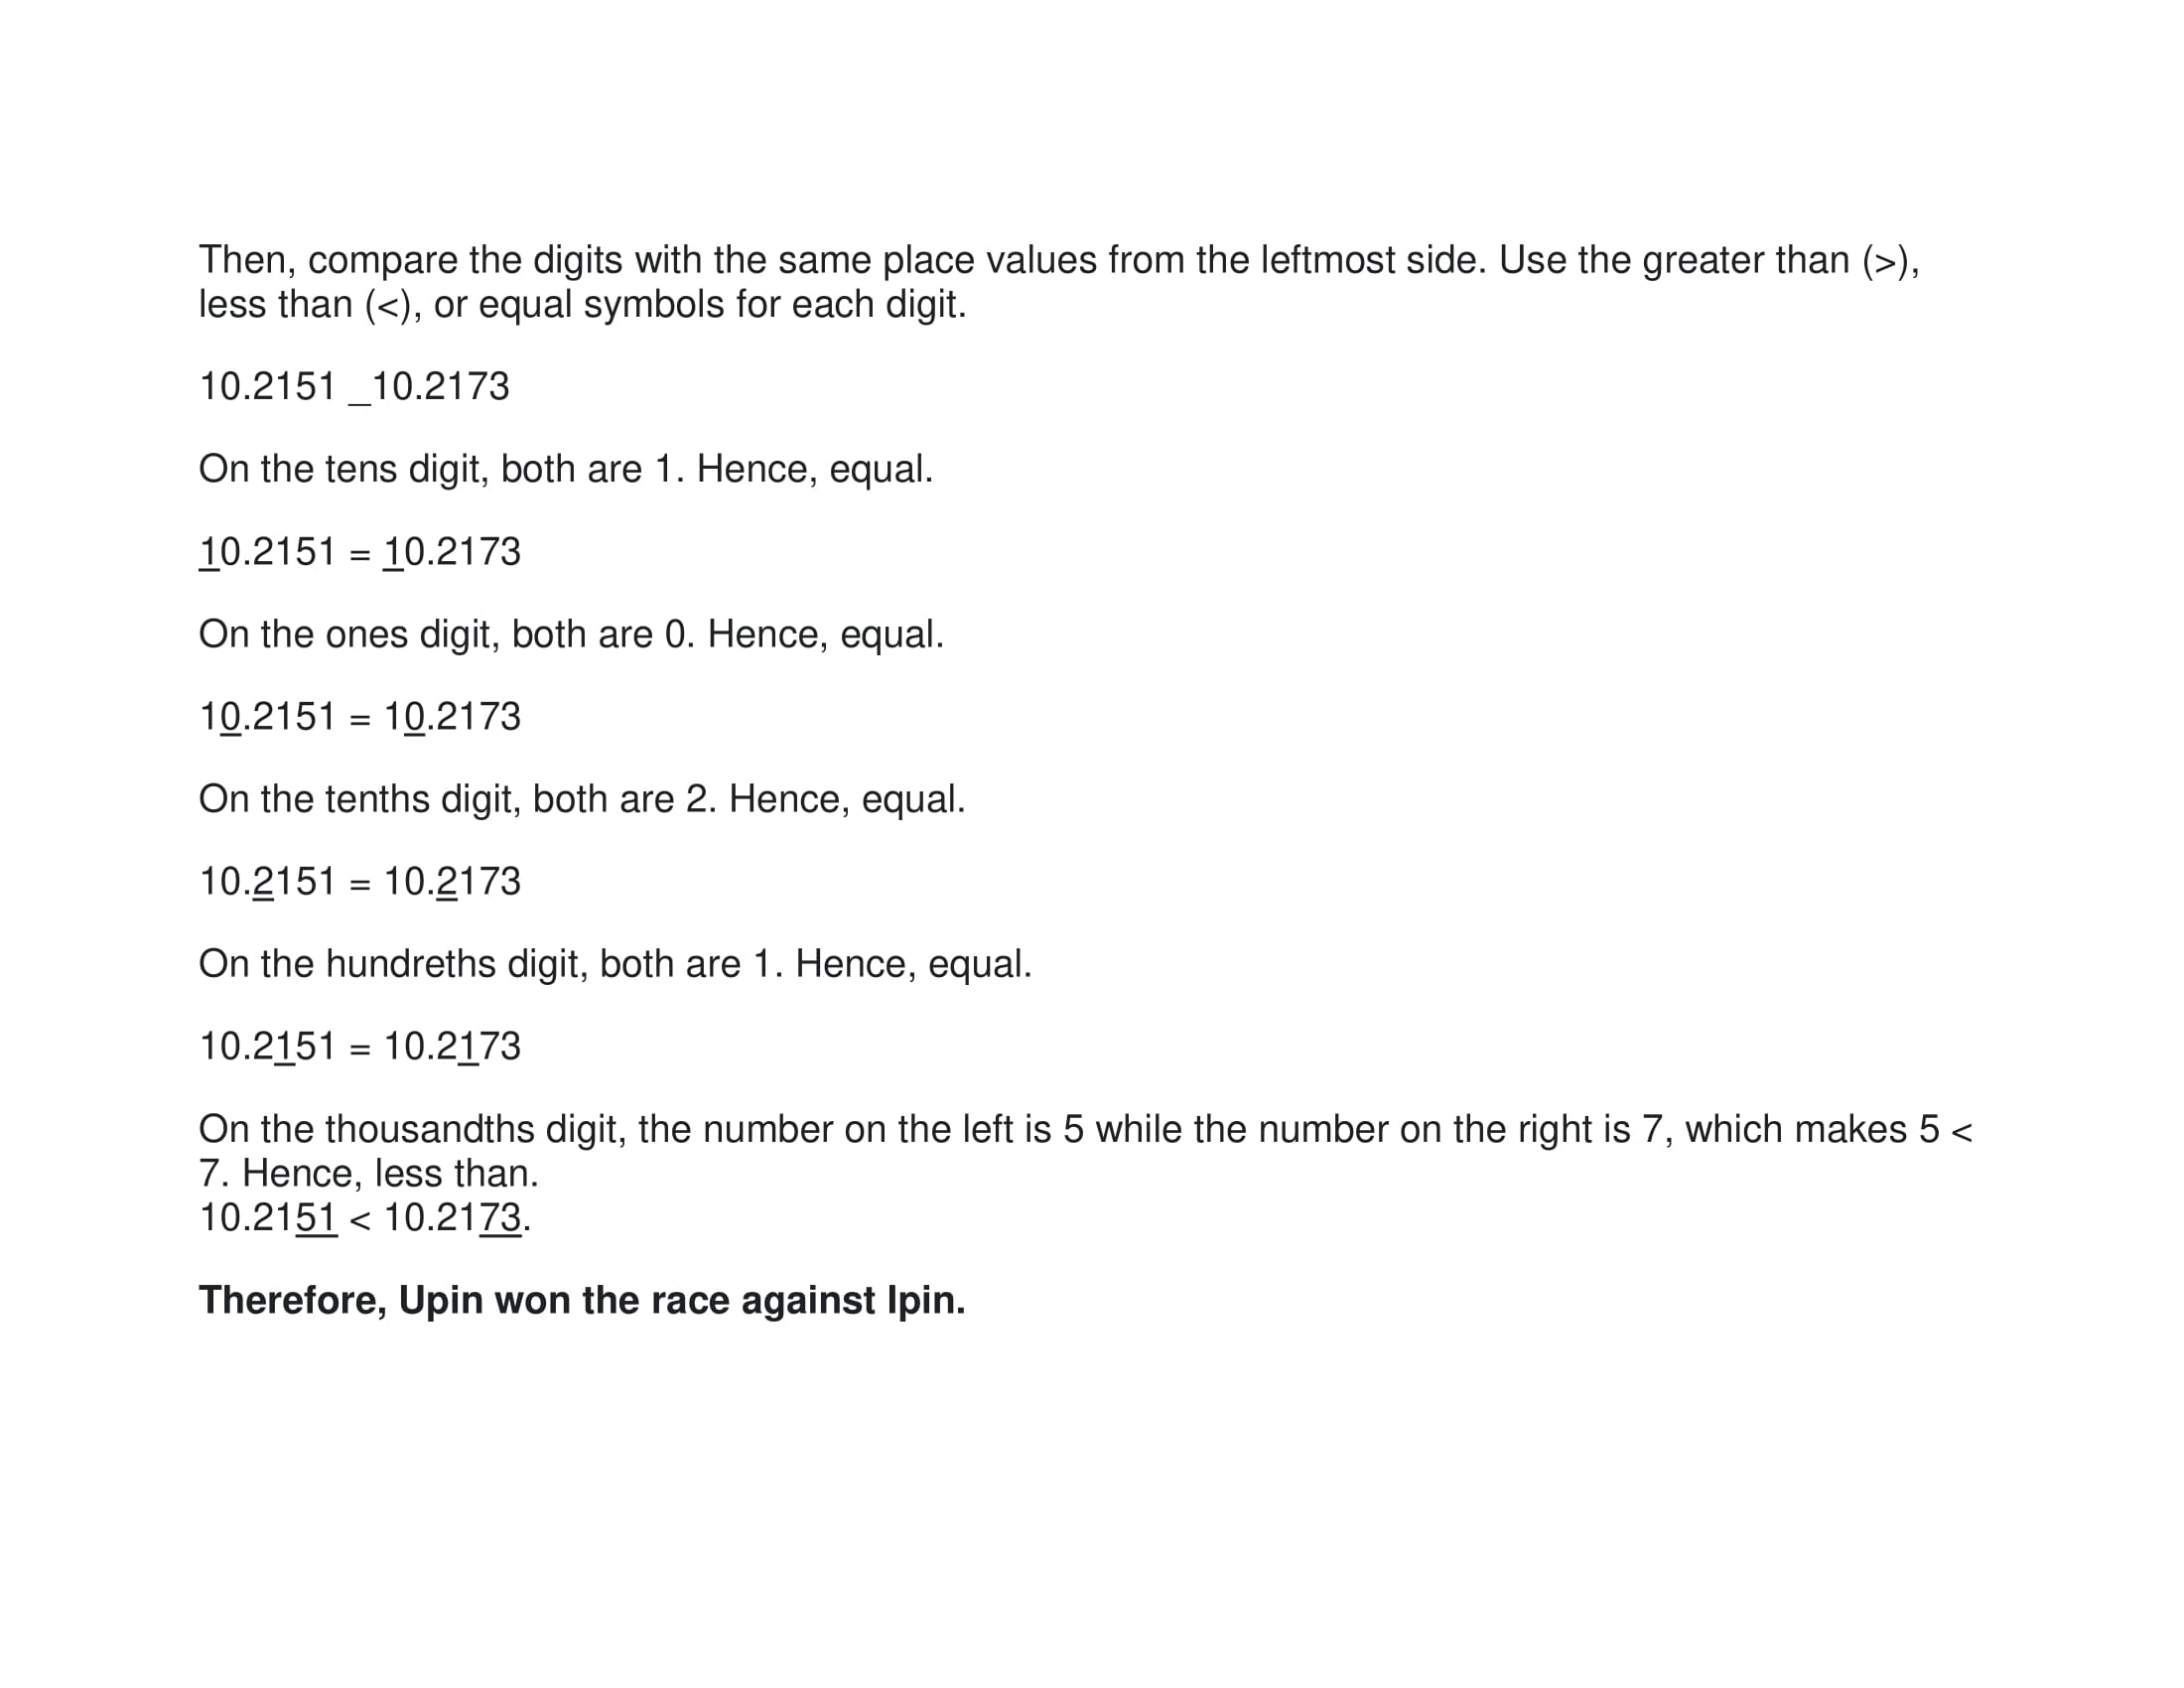 Then, compare the digits with the same place values from the leftmost side. Use the greater than (>),
less than (<), or equal symbols for each digit.
10.2151 _10.2173
On the tens digit, both are 1. Hence, equal.
10.2151 = 10.2173
On the ones digit, both are 0. Hence, equal.
10.2151 = 10.2173
On the tenths digit, both are 2. Hence, equal.
10.2151 = 10.2173
On the hundreths digit, both are 1. Hence, equal.
10.2151 = 10.2173
On the thousandths digit, the number on the left is 5 while the number on the right is 7, which makes 5 <
7. Hence, less than.
10.2151 < 10.2173.
Therefore, Upin won the race against Ipin.